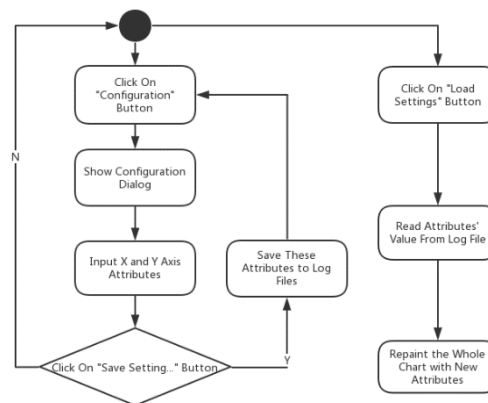 Click On
"Configuration"
Button
Show Configuration
Dialog
Input X and Y Axis
Attributes
Click On "Save Setting..." Button
N
Y
Save These
Attributes to Log
Files
Click On "Load
Settings" Button
Read Attributes'
Value From Log File
Repaint the Whole
Chart with New
Attributes